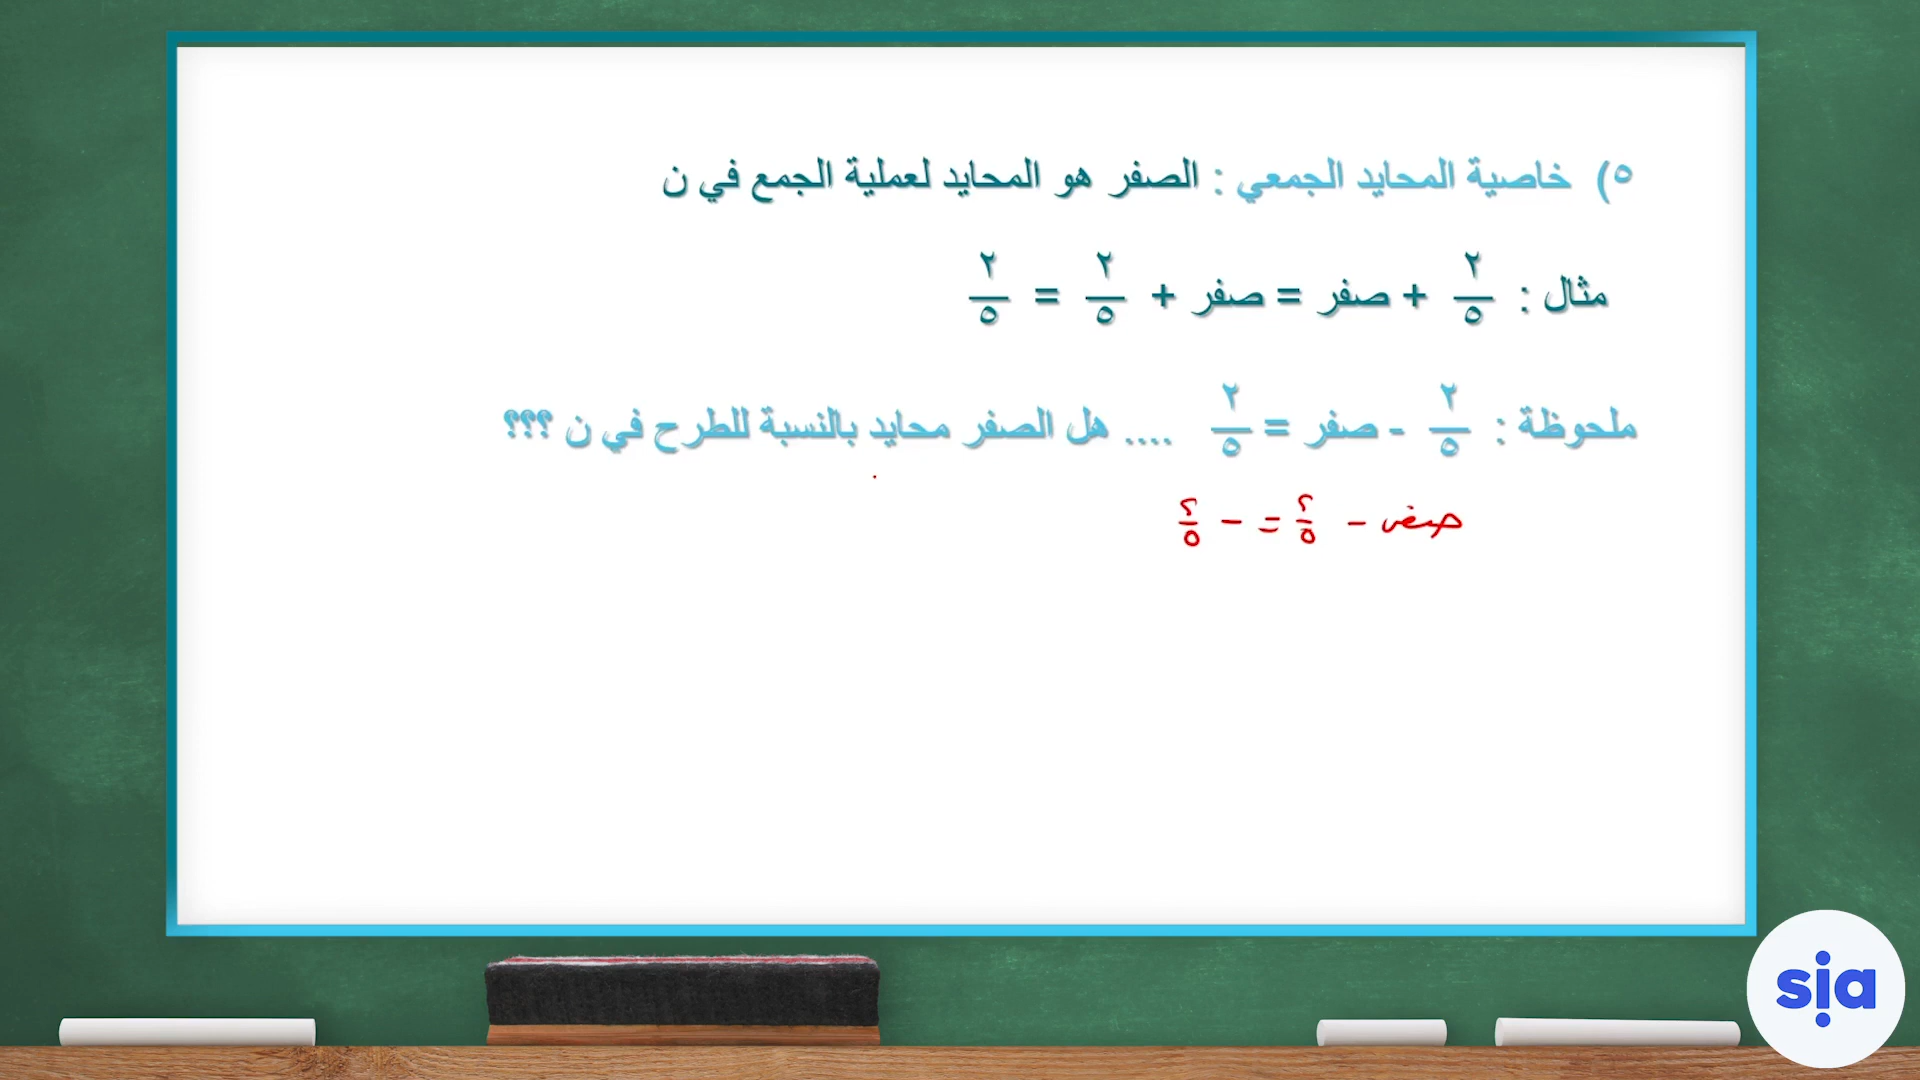 ٥) خاصية المحايد الجمعي : الصفر هو المحايد لعملية الجمع في ن
مثال : ٢/٥ + صفر = صفر + ٢/٥ = ٢/٥
ملحوظة : ٢/٥ - صفر = ٢/٥ .... هل الصفر محايد بالنسبة للطرح في ن ؟؟؟
صفر - ٢/٥ = - ٢/٥
sia